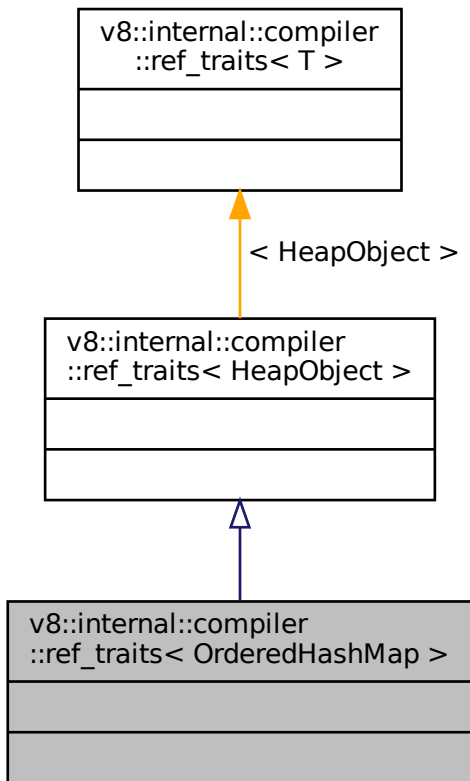 v8::internal::compiler
::ref_traits< T >
< HeapObject >
v8::internal::compiler
::ref_traits< HeapObject >
v8::internal::compiler
::ref_traits< OrderedHashMap >